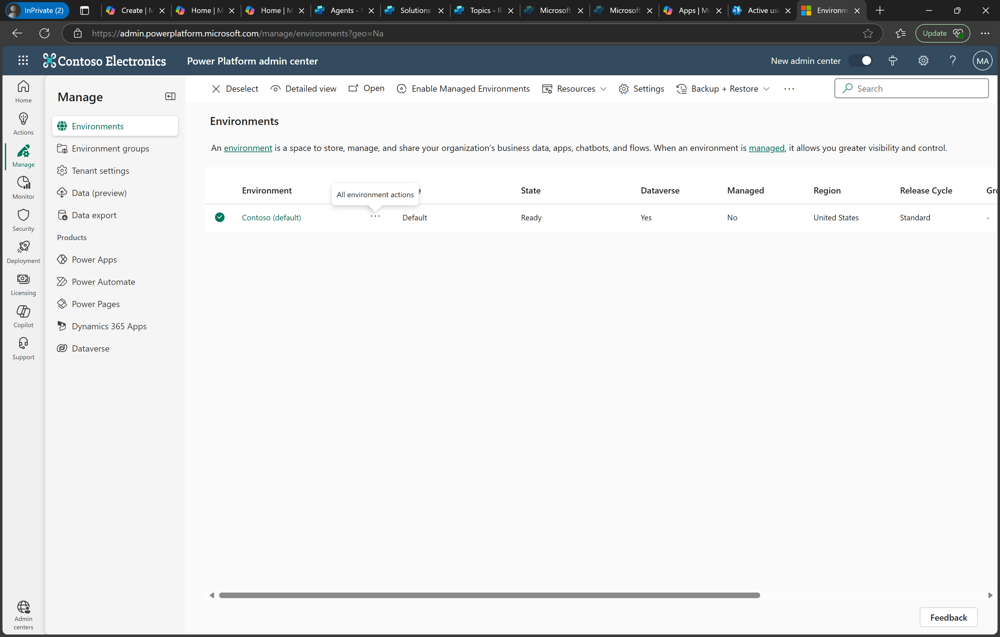 InPrivate (2)
Create | M
Home | M
Home | M
Agents - M
Solutions
Topics - R
Microsoft
Microsoft
Apps | Mi
Active use
Environm
https://admin.powerplatform.microsoft.com/manage/environments?geo=Na
Update
Contoso Electronics
Power Platform admin center
New admin center
MA
Home
Actions
Manage
Monitor
Security
Deployment
Licensing
Copilot
Support
Admin
centers
Manage
Environments
Environment groups
Tenant settings
Data (preview)
Data export
Products
Power Apps
Power Automate
Power Pages
Dynamics 365 Apps
Dataverse
Deselect
Detailed view
Open
Enable Managed Environments
Resources
Settings
Backup + Restore
Search
Environments
An environment is a space to store, manage, and share your organization's business data, apps, chatbots, and flows. When an environment is managed, it allows you greater visibility and control.
Environment
All environment actions
e
State
Dataverse
Managed
Region
Release Cycle
Gro
Contoso (default)
Default
Ready
Yes
No
United States
Standard
-
Feedback